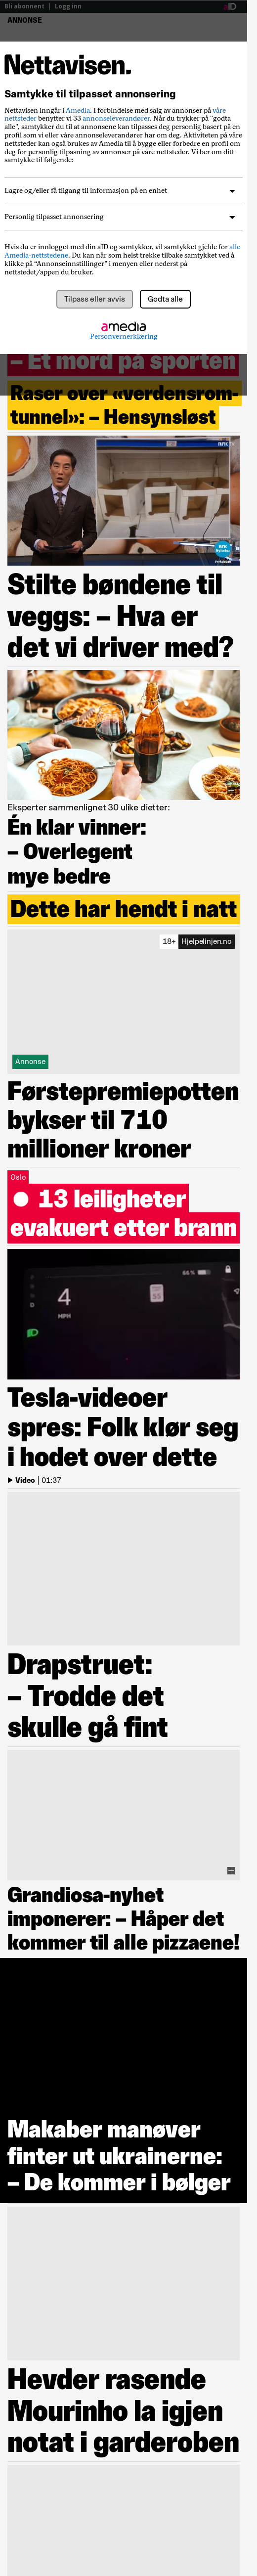 Bli abonnent
Logg inn
aID
ANNONSE
Nettavisen.
Samtykke til tilpasset annonsering
Nettavisen inngår i Amedia. I forbindelse med salg av annonser på våre
nettsteder benytter vi 33 annonseleverandører. Når du trykker på "godta
alle", samtykker du til at annonsene kan tilpasses deg personlig basert på en
profil som vi eller annonseleverandørene våre har om deg. Aktiviteten på våre
nettsteder kan også brukes av Amedia til å bygge eller forbedre en profil om
deg for personlig tilpasning av annonser på våre nettsteder. Vi ber om ditt
samtykke til følgende:
Lagre og/eller få tilgang til informasjon på en enhet
Personlig tilpasset annonsering
Hvis du er innlogget med din aID og samtykker, vil samtykket gjelde for alle
Amedia-nettstedene. Du kan når som helst trekke tilbake samtykket ved å
klikke på “Annonseinnstillinger” i menyen eller nederst på
nettstedet/appen du bruker.
Tilpass eller avvis
Godta alle
amedia
Personvernerklæring
– Et mord på sporten
Raser over «verdensrom-
tunnel»: – Hensynsløst
NRK
NRK
Nyheter
Stilte bøndene til
veggs: – Hva er
det vi driver med?
Eksperter sammenlignet 30 ulike dietter:
Én klar vinner:
– Overlegent
mye bedre
Dette har hendt i natt
18+ Hjelpelinjen.no
Annonse
Førstepremiepotten
bykser til 710
millioner kroner
Oslo
13 leiligheter
evakuert etter brann
4
MPH
64 %
Tesla-videoer
spres: Folk klør seg
i hodet over dette
Video 01:37
Drapstruet:
– Trodde det
skulle gå fint
Grandiosa-nyhet
imponerer: – Håper det
kommer til alle pizzaene!
Makaber manøver
finter ut ukrainerne:
– De kommer i bølger
Hevder rasende
Mourinho la igjen
notat i garderoben